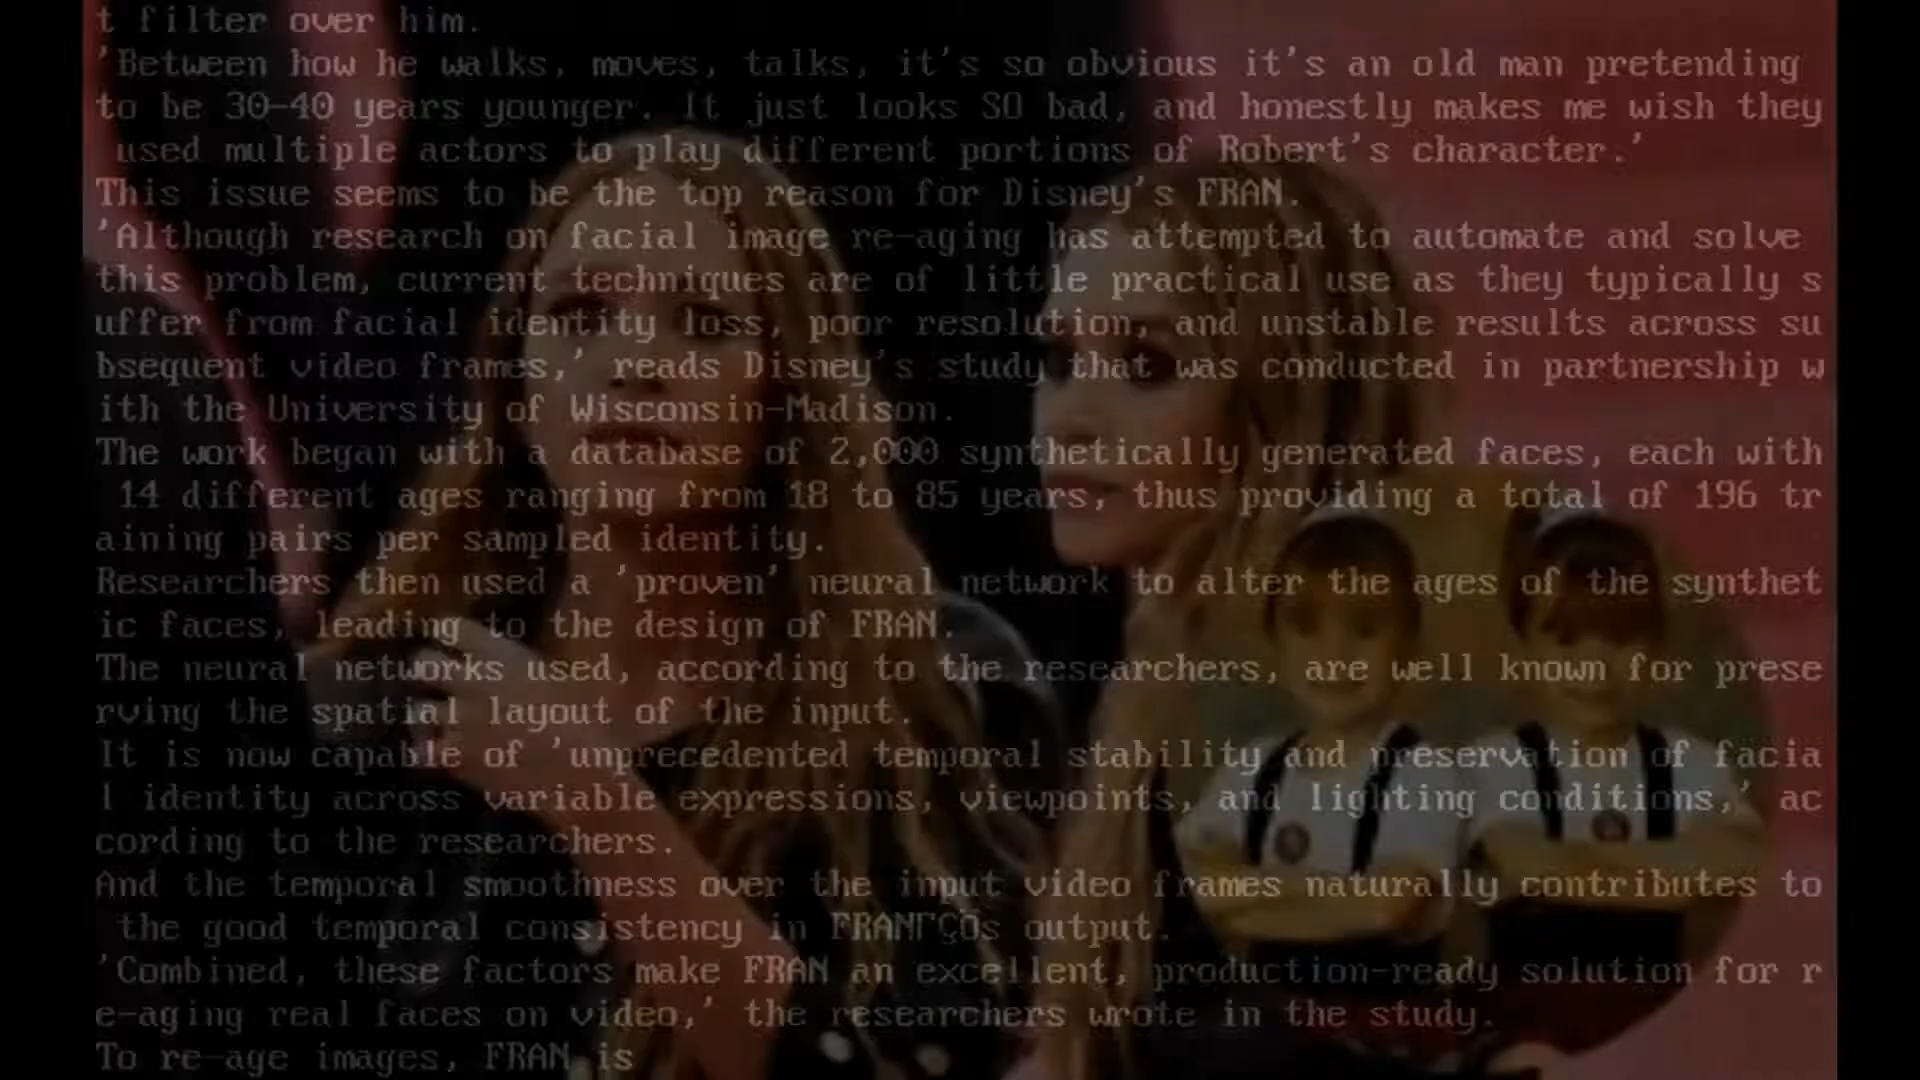 t filter over him.
'Between how he walks, moves, talks, it's so obvious it's an old man pretending
to be 30-40 years younger. It just looks SO bad, and honestly makes me wish they
used multiple actors to play different portions of Robert's character.'
This issue seems to be the top reason for Disney's FRAN.
'Although research on facial image re-aging has attempted to automate and solve
this problem, current techniques are of little practical use as they typically s
uffer from facial identity loss, poor resolution, and unstable results across su
bsequent video frames,' reads Disney's study that was conducted in partnership w
ith the University of Wisconsin-Madison.
The work began with a database of 2,000 synthetically generated faces, each with
14 different ages ranging from 18 to 85 years, thus providing a total of 196 tr
aining pairs per sampled identity.
Researchers then used a 'proven' neural network to alter the ages of the synthet
ic faces, leading to the design of FRAN.
The neural networks used, according to the researchers, are well known for prese
rving the spatial layout of the input.
It is now capable of 'unprecedented temporal stability and preservation of facia
l identity across variable expressions, viewpoints, and lighting conditions,' ac
cording to the researchers.
And the temporal smoothness over the input video frames naturally contributes to
the good temporal consistency in FRANΓÇÖs output.
'Combined, these factors make FRAN an excellent, production-ready solution for r
e-aging real faces on video,' the researchers wrote in the study.
To re-age images, FRAN is